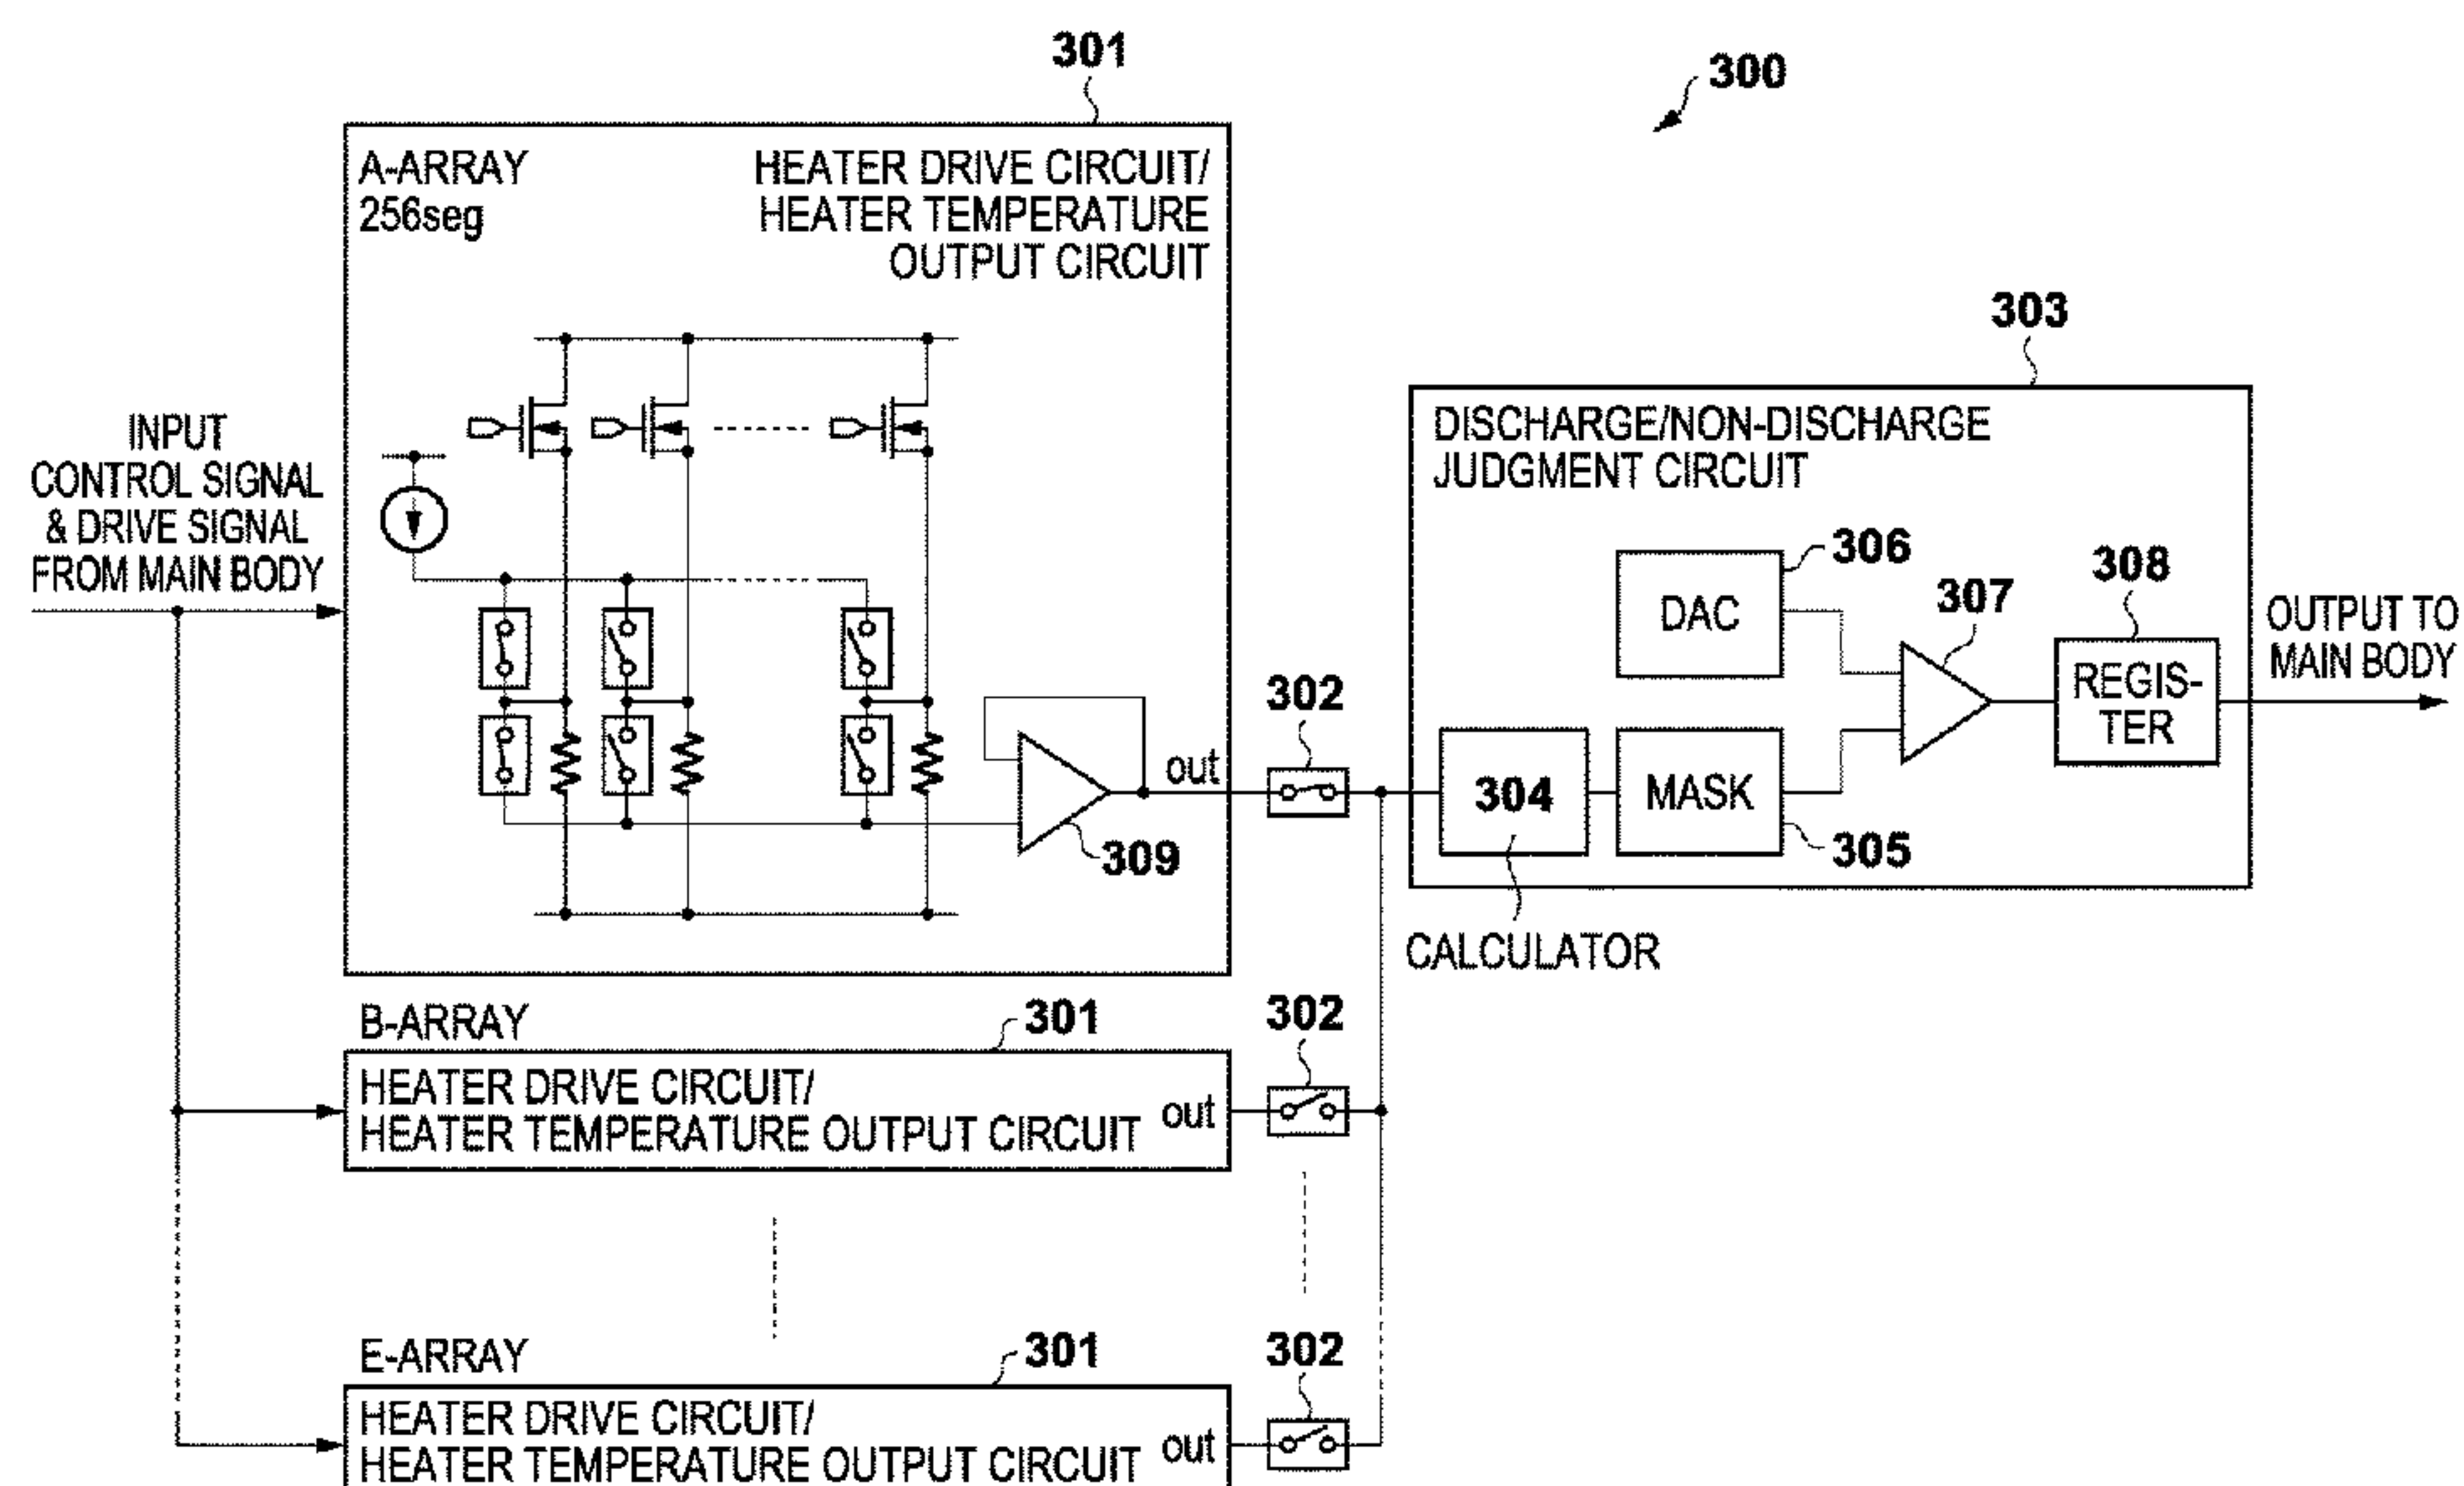 301
300
A-ARRAY
256seg
HEATER DRIVE CIRCUIT/
HEATER TEMPERATURE
OUTPUT CIRCUIT
303
INPUT
CONTROL SIGNAL
& DRIVE SIGNAL
FROM MAIN BODY
DISCHARGE/NON-DISCHARGE
JUDGMENT CIRCUIT
306
DAC
307
308
REGIS-
TER
OUTPUT TO
MAIN BODY
302
out
309
304
MASK
305
CALCULATOR
B-ARRAY
301
302
HEATER DRIVE CIRCUIT/
HEATER TEMPERATURE OUTPUT CIRCUIT
out
E-ARRAY
301
302
HEATER DRIVE CIRCUIT/
HEATER TEMPERATURE OUTPUT CIRCUIT
out